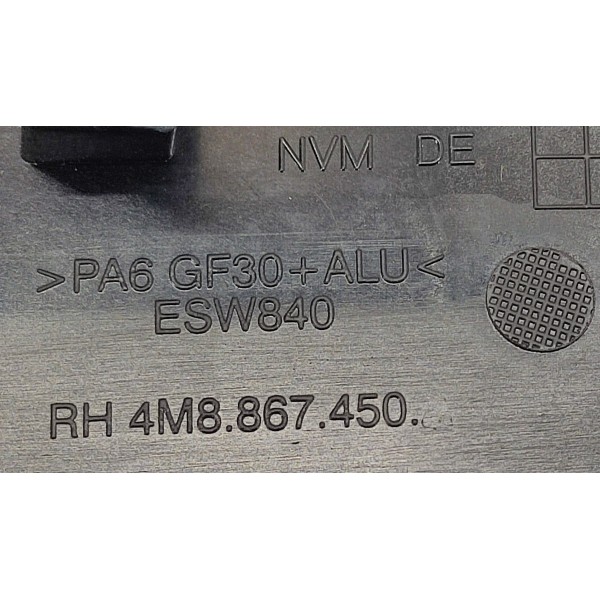 NVM DE
>PA6 GF30+ALU<
ESW840
RH 4M8.867.450.